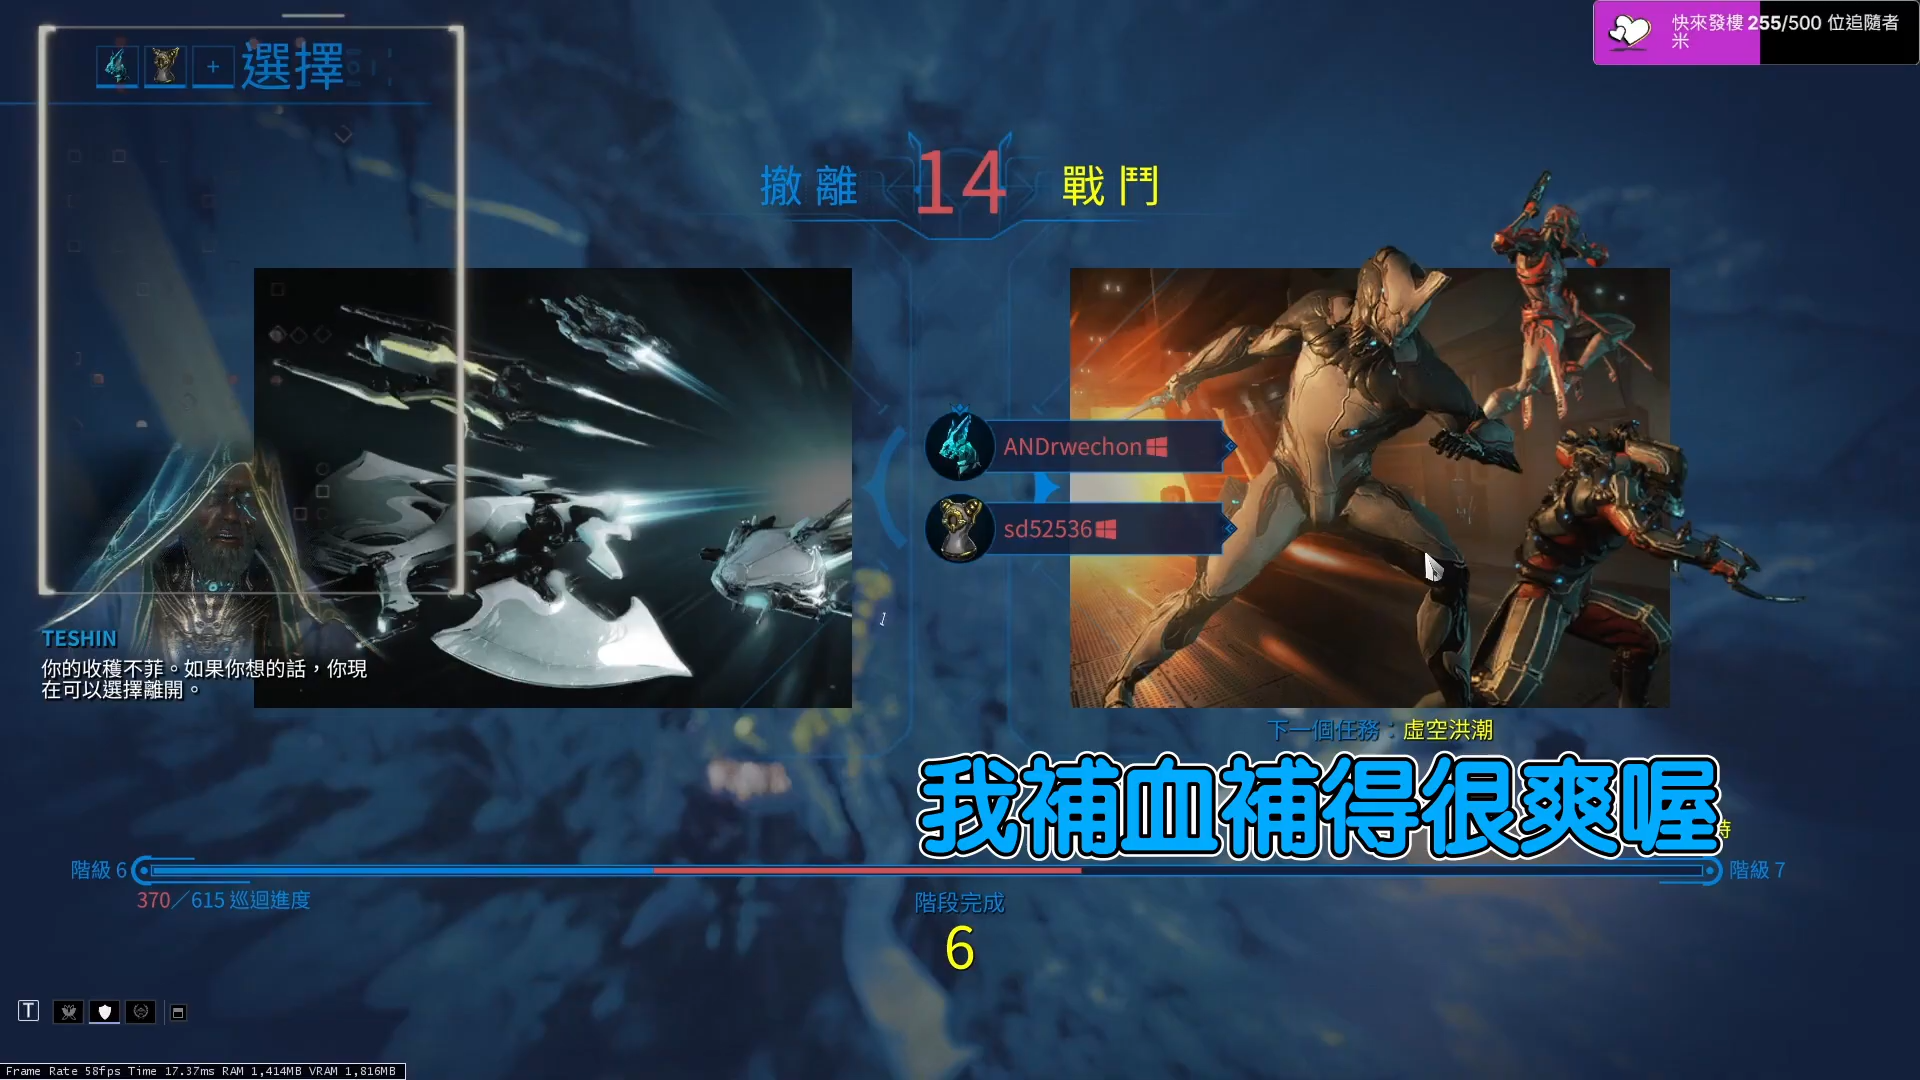 選擇
快來發樓 255/500 位追隨者
米
撤離 14 戰鬥
ANDrwechon
sd52536
TESHIN
你的收穫不菲。如果你想的話，你現
在可以選擇離開。
下一個任務：虛空洪潮
我補血補得很爽喔
時
階級 6
階級 7
370／615 巡迴進度
階段完成
6
T
Frame Rate 58fps Time 17.37ms RAM 1,414MB VRAM 1,816MB